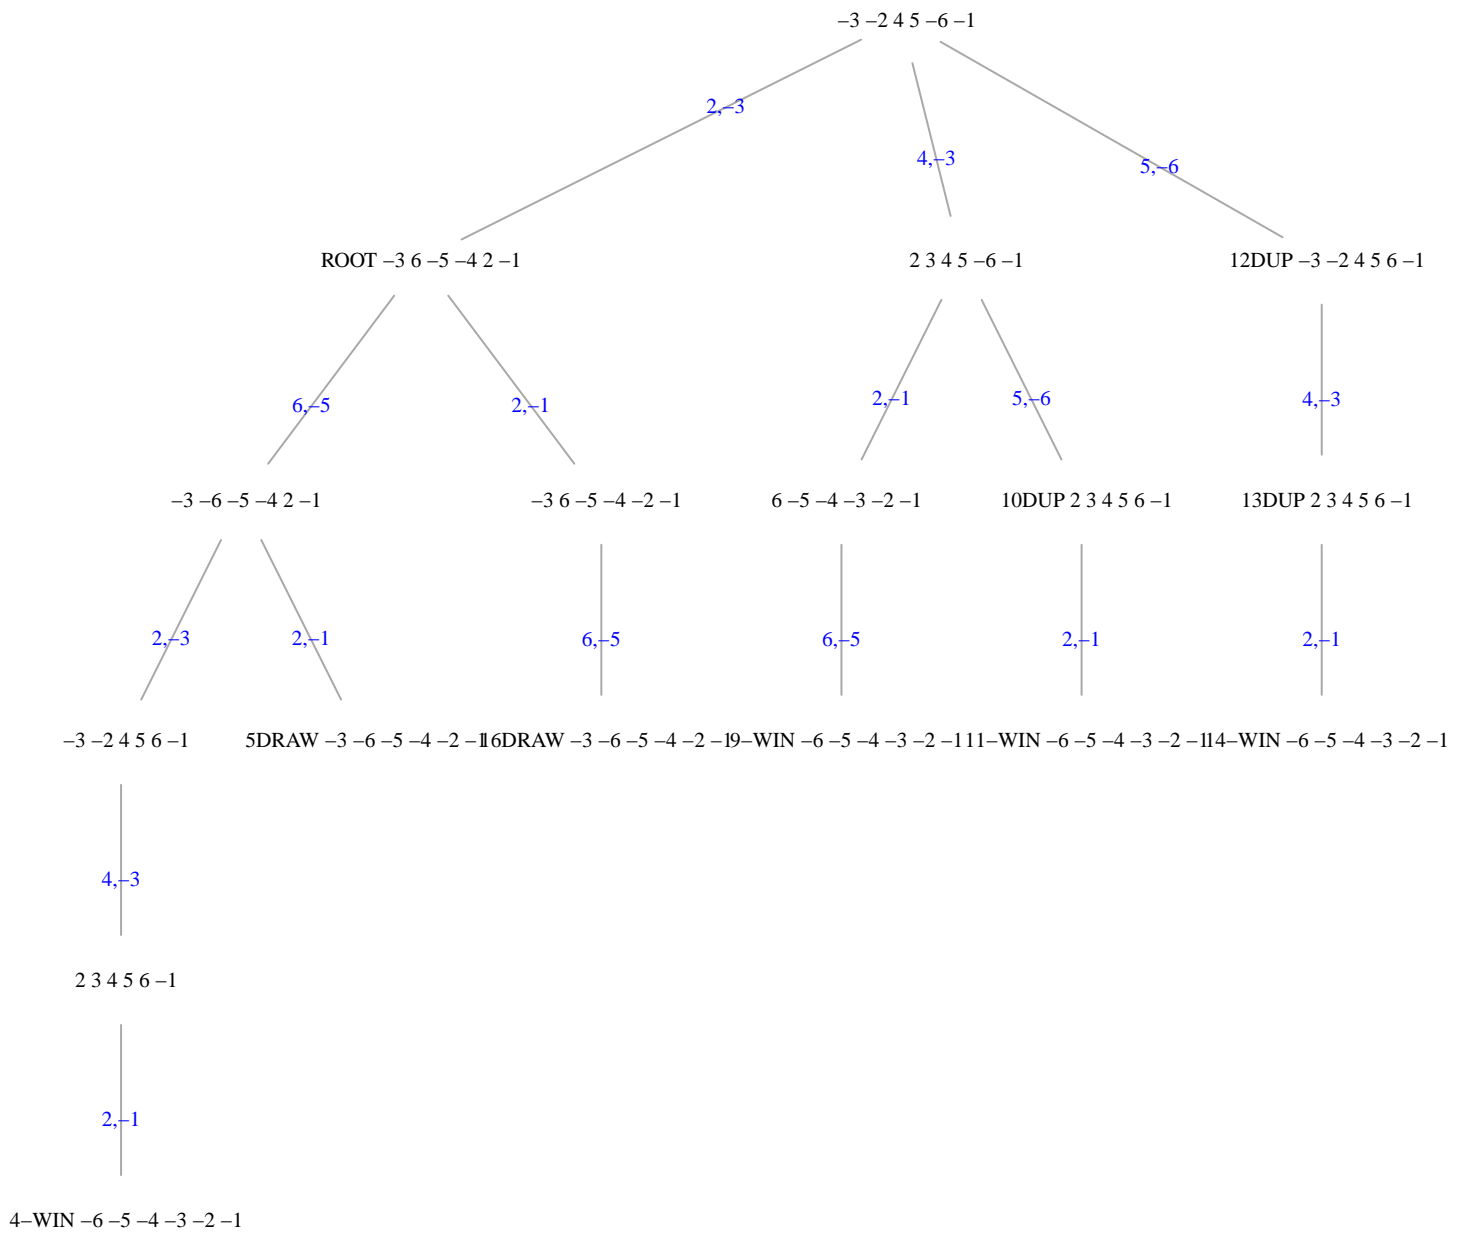 −3 −2 4 5 −6 −1
2,−3
4,−3
5,−6
ROOT −3 6 −5 −4 2 −1
2 3 4 5 −6 −1
12DUP −3 −2 4 5 6 −1
6,−5
2,−1
2,−1
5,−6
4,−3
−3 −6 −5 −4 2 −1
−3 6 −5 −4 −2 −1
6 −5 −4 −3 −2 −1
10DUP 2 3 4 5 6 −1
13DUP 2 3 4 5 6 −1
2,−3
2,−1
6,−5
6,−5
2,−1
2,−1
−3 −2 4 5 6 −1
5DRAW −3 −6 −5 −4 −2 −1
16DRAW −3 −6 −5 −4 −2 −1
9−WIN −6 −5 −4 −3 −2 −1
11−WIN −6 −5 −4 −3 −2 −1
14−WIN −6 −5 −4 −3 −2 −1
4,−3
2 3 4 5 6 −1
2,−1
4−WIN −6 −5 −4 −3 −2 −1